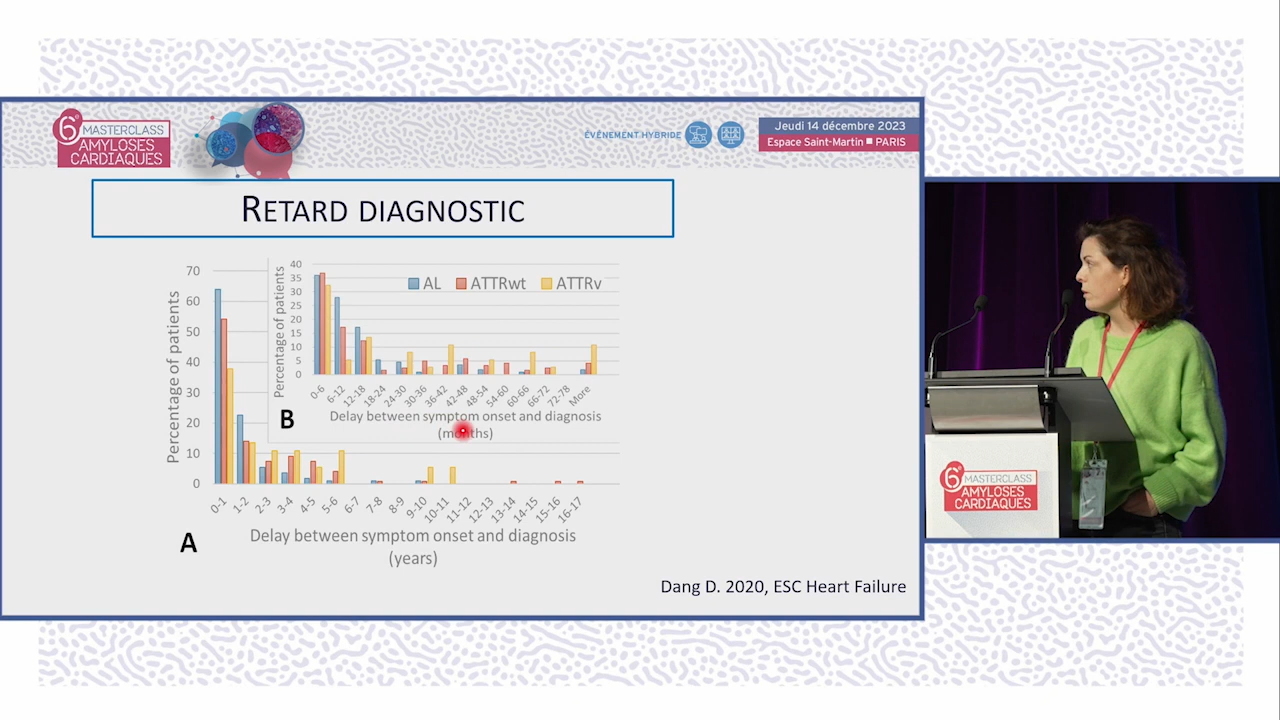 6e
MASTERCLASS
AMYLOSES
CARDIAQUES
ÉVÉNEMENT HYBRIDE
Jeudi 14 décembre 2023
Espace Saint-Martin ■ PARIS
RETARD DIAGNOSTIC
Percentage of patients
70
60
50
40
30
20
10
0
0-1
1-2
2-3
3-4
4-5
5-6
6-7
7-8
8-9
9-10
10-11
11-12
12-13
13-14
14-15
15-16
16-17
Delay between symptom onset and diagnosis
(years)
A
Percentage of patients
40
35
30
25
20
15
10
5
0
AL
ATTRwt
ATTRv
0-6
6-12
12-18
18-24
24-30
30-36
36-42
42-48
48-54
54-60
60-66
66-72
72-78
More
Delay between symptom onset and diagnosis
(months)
B
Dang D. 2020, ESC Heart Failure
6e
MASTERCLASS
AMYLOSES
CARDIAQUES